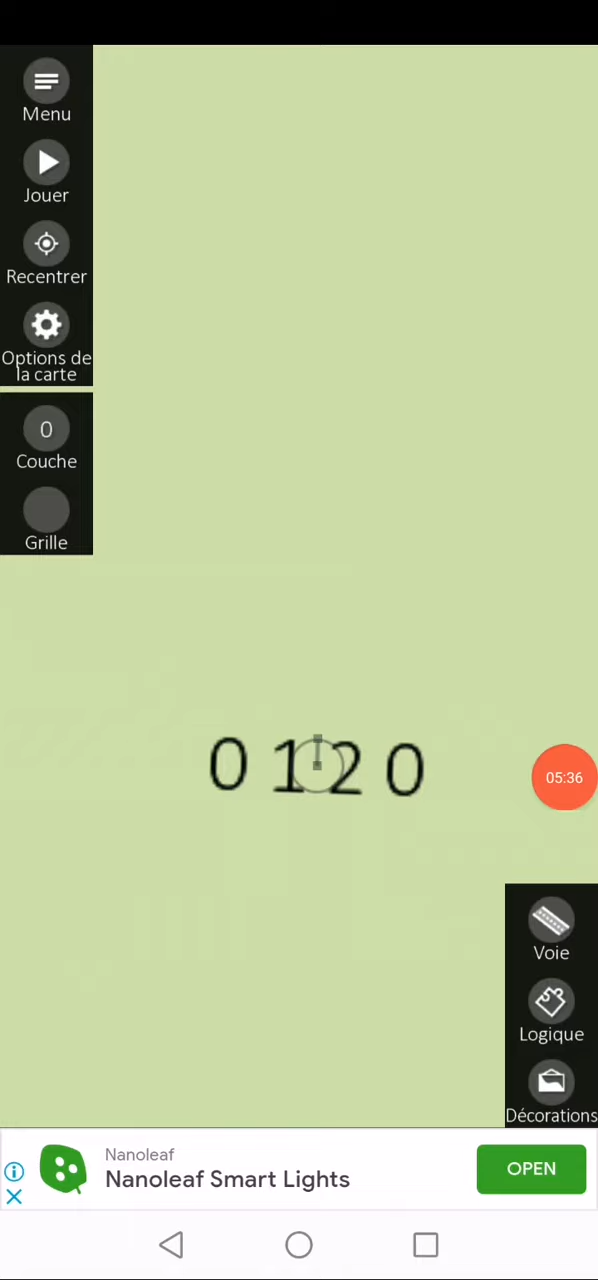 Menu
Jouer
Recentrer
Options de
la carte
0
Couche
Grille
0 1 2 0
05:36
Voie
Logique
Décorations
Nanoleaf
Nanoleaf Smart Lights
OPEN